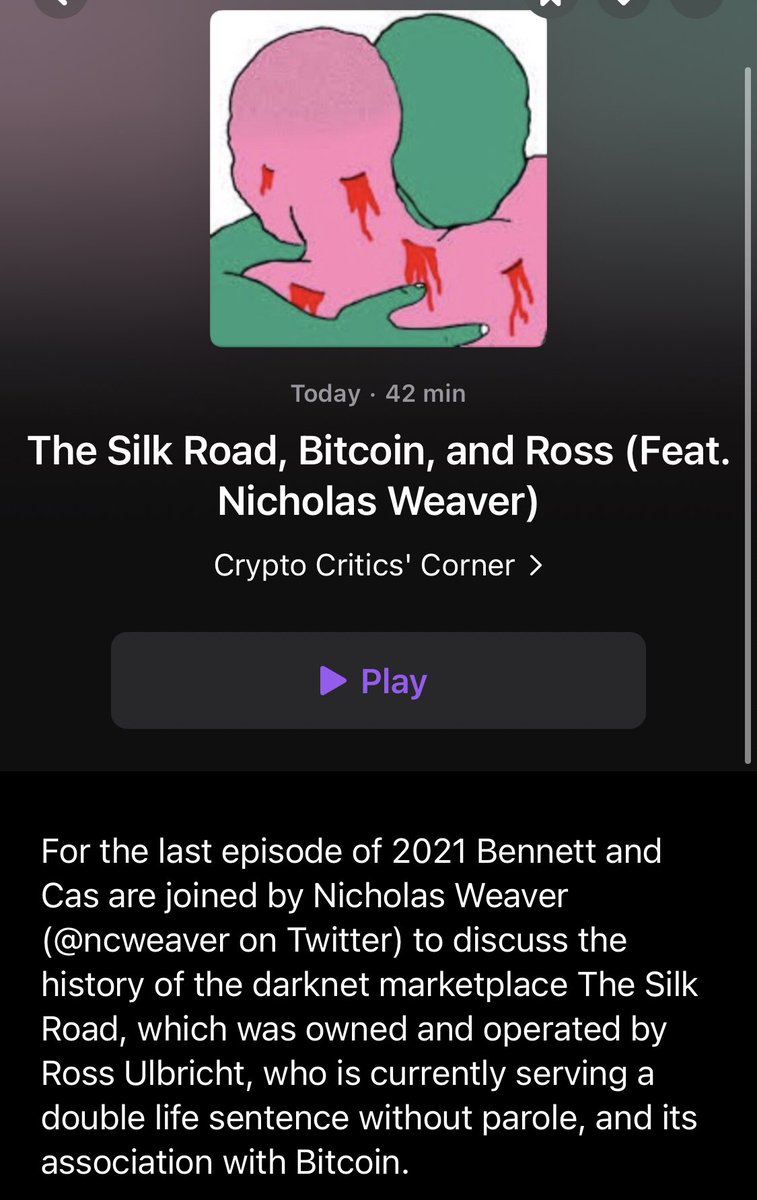 Today · 42 min
The Silk Road, Bitcoin, and Ross (Feat.
Nicholas Weaver)
Crypto Critics' Corner
Play
For the last episode of 2021 Bennett and
Cas are joined by Nicholas Weaver
(@ncweaver on Twitter) to discuss the
history of the darknet marketplace The Silk
Road, which was owned and operated by
Ross Ulbricht, who is currently serving a
double life sentence without parole, and its
association with Bitcoin.